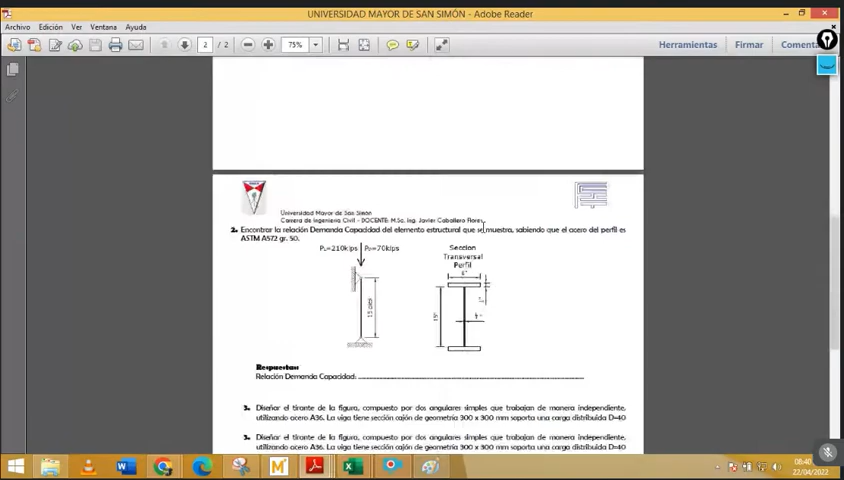 UNIVERSIDAD MAYOR DE SAN SIMÓN - Adobe Reader
Archivo Edición Ver Ventana Ayuda
2 / 2 75% Herramientas Firmar Comenta
Universidad Mayor de San Simón
Carrera de Ingeniería Civil - DOCENTE: M.Sc. Ing. Javier Caballero Flores
2. Encontrar la relación Demanda Capacidad del elemento estructural que se muestra, sabiendo que el acero del perfil es
ASTM A572 gr. 50.
PL=210kips PD=70kips
Seccion
Transversal
Perfil
15 pies
15"
1"
Respuestas:
Relación Demanda Capacidad:
3. Diseñar el tirante de la figura, compuesto por dos angulares simples que trabajan de manera independiente,
utilizando acero A36. La viga tiene sección cajón de geometría 300 x 300 mm soporta una carga distribuida D=40
3. Diseñar el tirante de la figura, compuesto por dos angulares simples que trabajan de manera independiente,
utilizando acero A36. La viga tiene sección cajón de geometría 300 x 300 mm soporta una carga distribuida D=40
08:40
22/04/2022